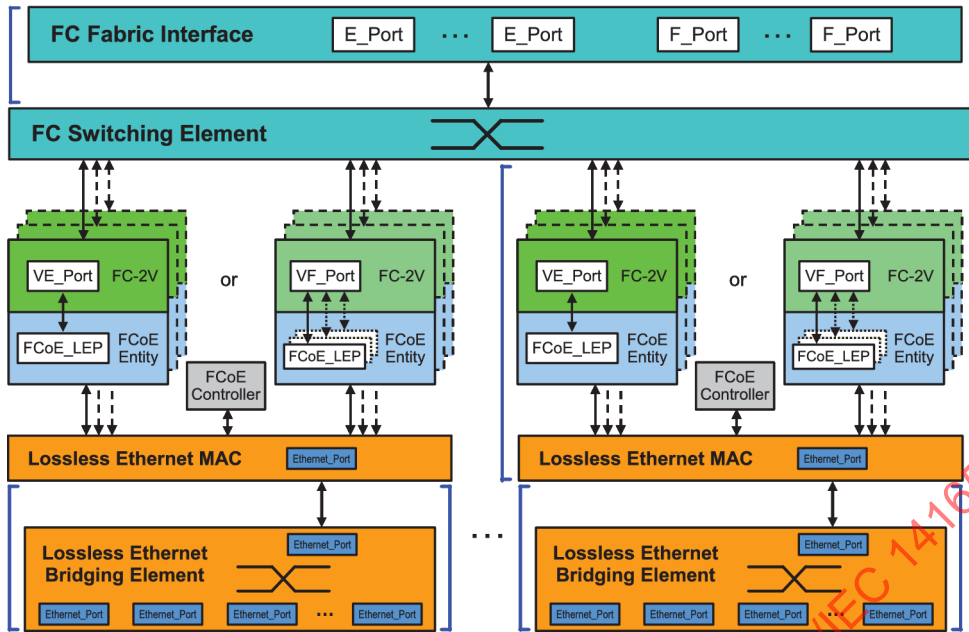 FC Fabric Interface
E_Port ... E_Port F_Port ... F_Port
FC Switching Element
VE_Port FC-2V
or
VF_Port FC-2V
VE_Port FC-2V
or
VF_Port FC-2V
FCoE_LEP FCoE
Entity
FCoE_LEP FCoE
Entity
FCoE_LEP FCoE
Entity
FCoE_LEP FCoE
Entity
FCoE
Controller
FCoE
Controller
Lossless Ethernet MAC Ethernet_Port
Lossless Ethernet MAC Ethernet_Port
Ethernet_Port
Lossless Ethernet
Bridging Element
Ethernet_Port Ethernet_Port Ethernet_Port ... Ethernet_Port
...
Ethernet_Port
Lossless Ethernet
Bridging Element
Ethernet_Port Ethernet_Port Ethernet_Port ... Ethernet_Port